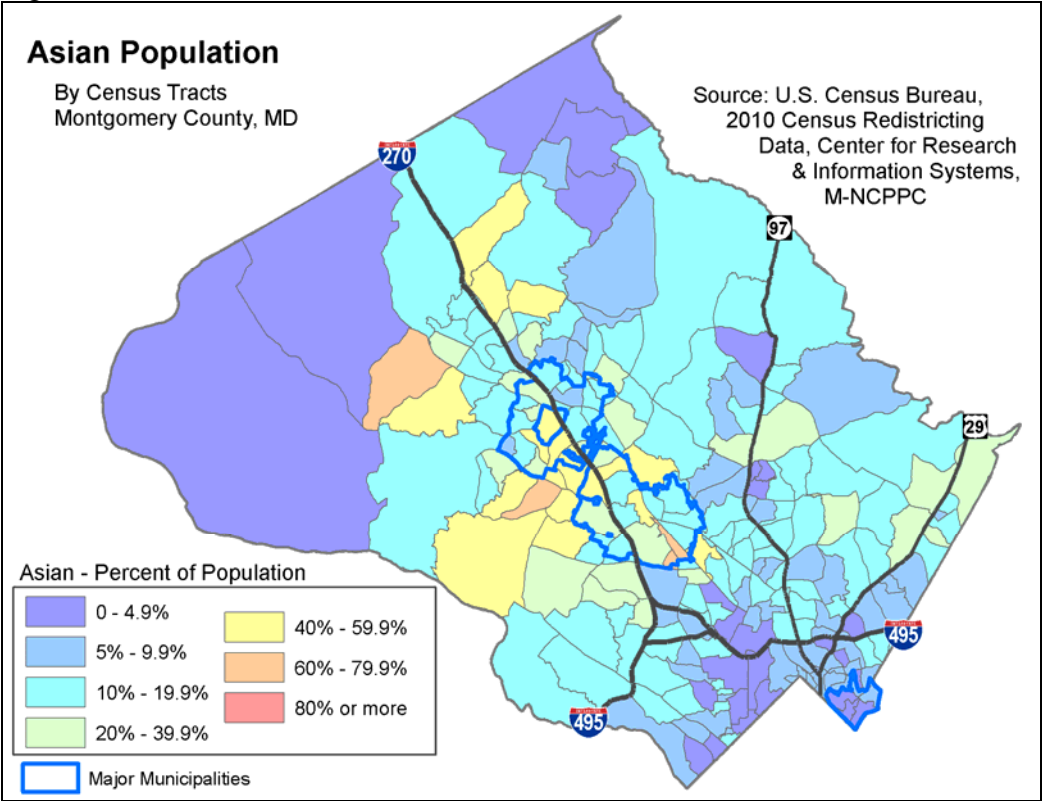 Asian Population
By Census Tracts
Montgomery County, MD
Source: U.S. Census Bureau,
2010 Census Redistricting
Data, Center for Research
& Information Systems,
M-NCPPC
270
97
29
495
495
Asian - Percent of Population
0 - 4.9%
5% - 9.9%
10% - 19.9%
20% - 39.9%
40% - 59.9%
60% - 79.9%
80% or more
Major Municipalities